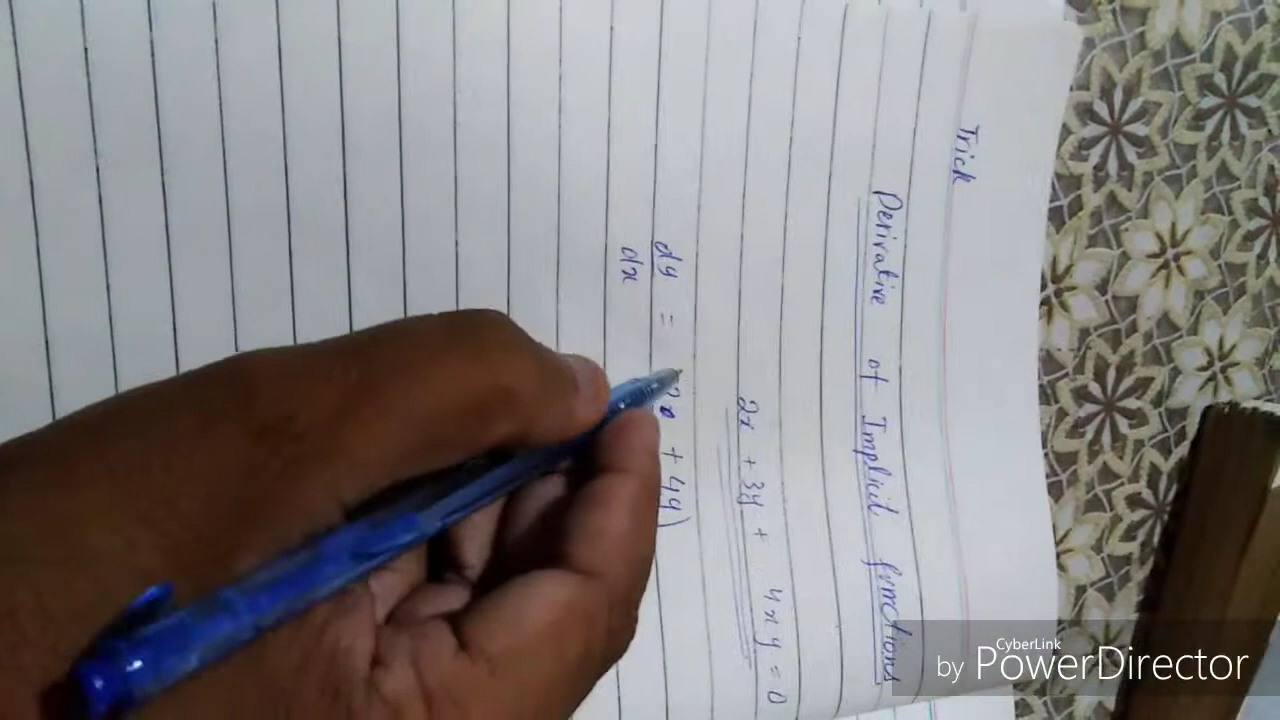 Trick
Derivative of Implicit functions
2x + 3y + 4xy = 0
dy
dx
= + 4y)
CyberLink
by PowerDirector